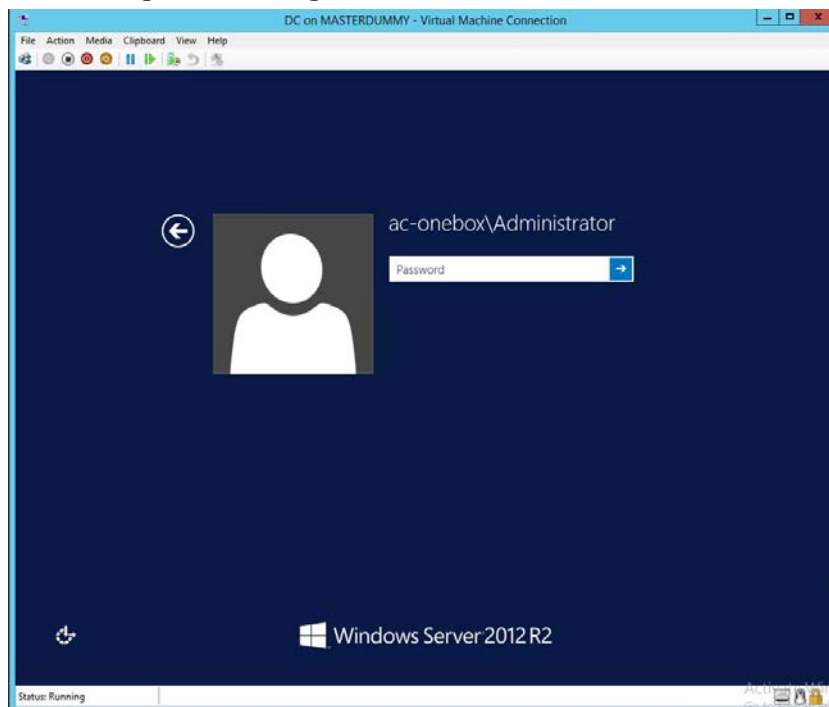 DC on MASTERDUMMY - Virtual Machine Connection
File Action Media Clipboard View Help
ac-onebox\Administrator
Password
Windows Server 2012 R2
Status: Running